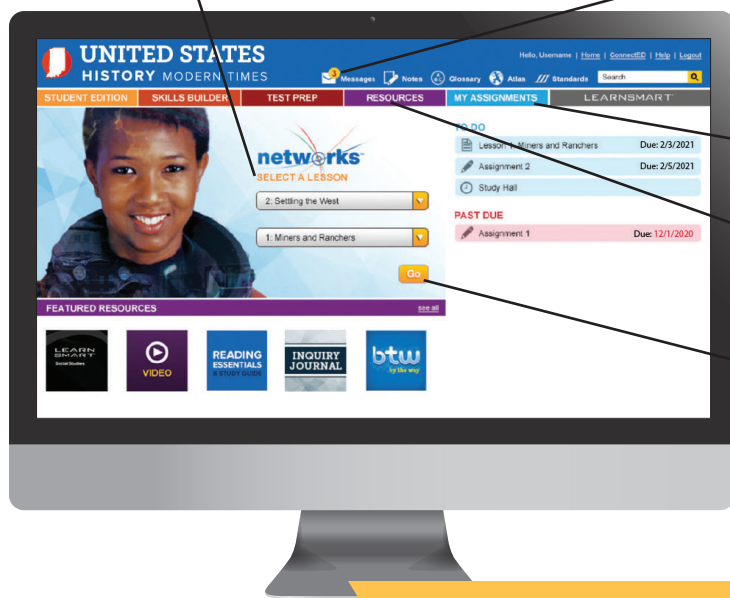 UNITED STATES
HISTORY MODERN TIMES
Hello, Username | Home | ConnectED | Help | Logout
3 Messages Notes Glossary Atlas Standards Search
STUDENT EDITION SKILLS BUILDER TEST PREP RESOURCES MY ASSIGNMENTS LEARNSMART
networks
SELECT A LESSON
2: Settling the West
1: Miners and Ranchers
Go
TO DO
Lesson 1: Miners and Ranchers Due: 2/3/2021
Assignment 2 Due: 2/5/2021
Study Hall
PAST DUE
Assignment 1 Due: 12/1/2020
FEATURED RESOURCES see all
LEARN
SMART
Social Studies
VIDEO
READING
ESSENTIALS
& STUDY GUIDE
INQUIRY
JOURNAL
btw
by the way